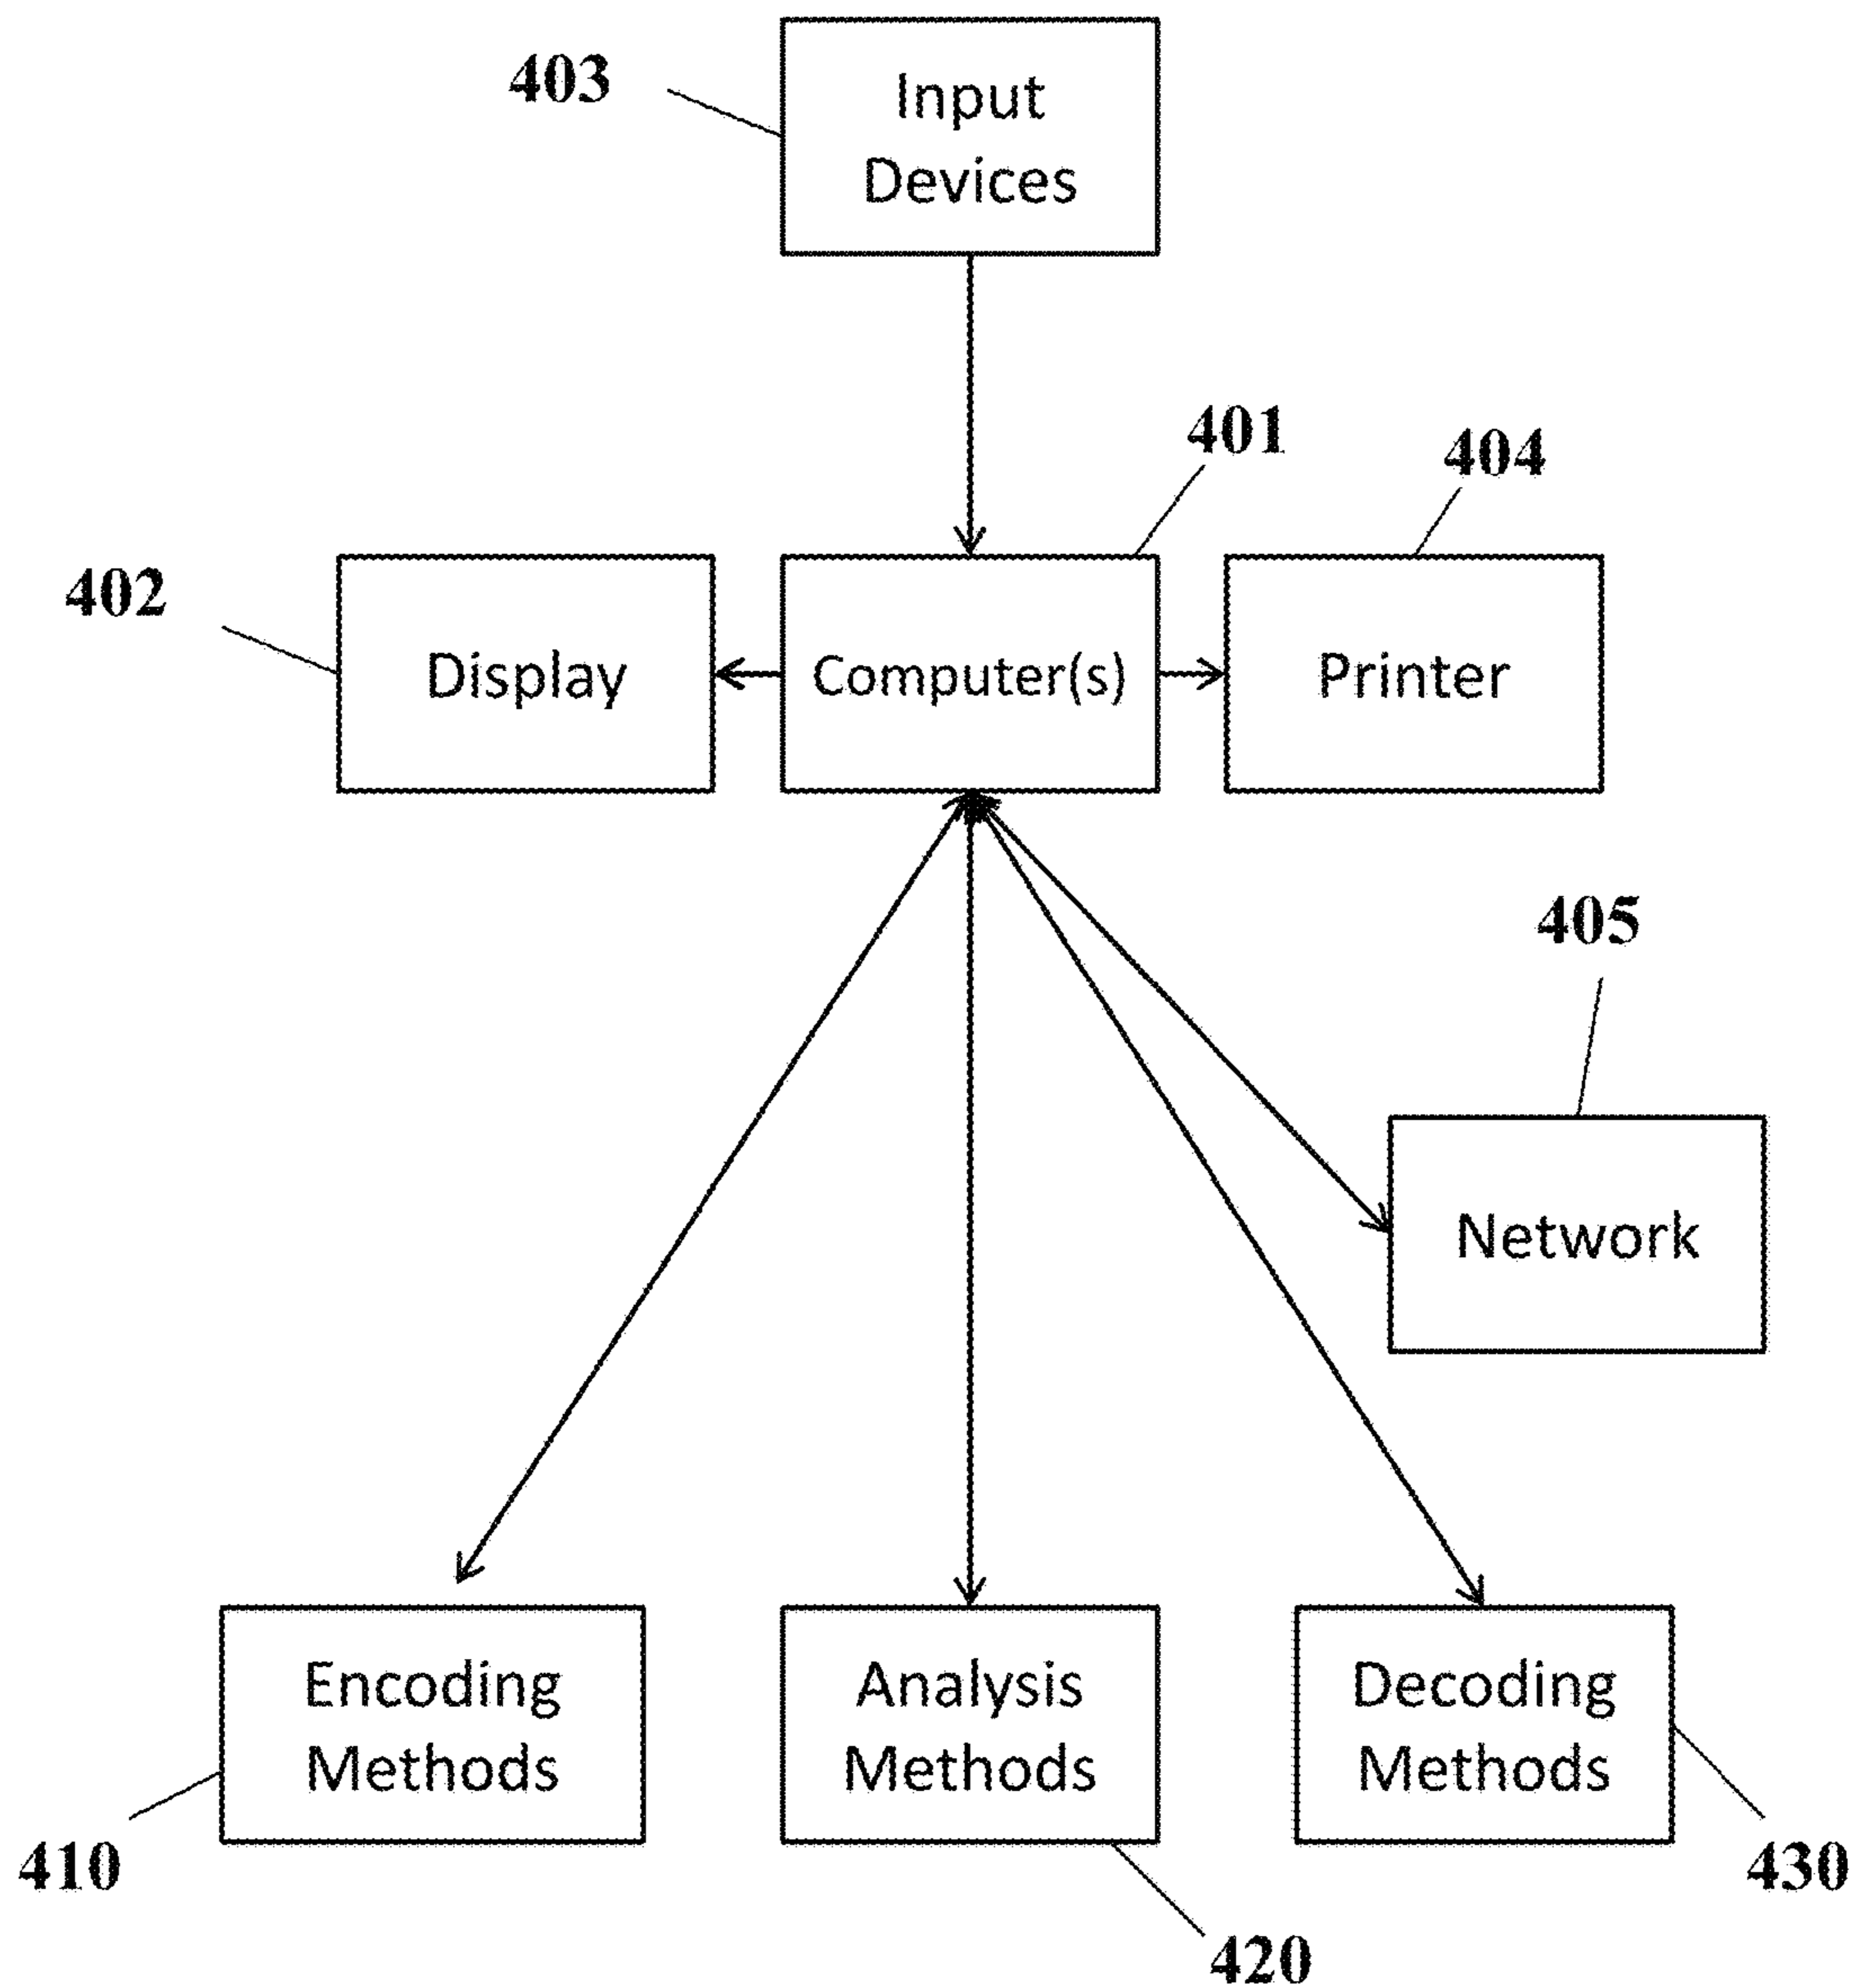 403
Input
Devices
401
404
402
Display
Computer(s)
Printer
405
Network
Encoding
Methods
Analysis
Methods
Decoding
Methods
410
420
430